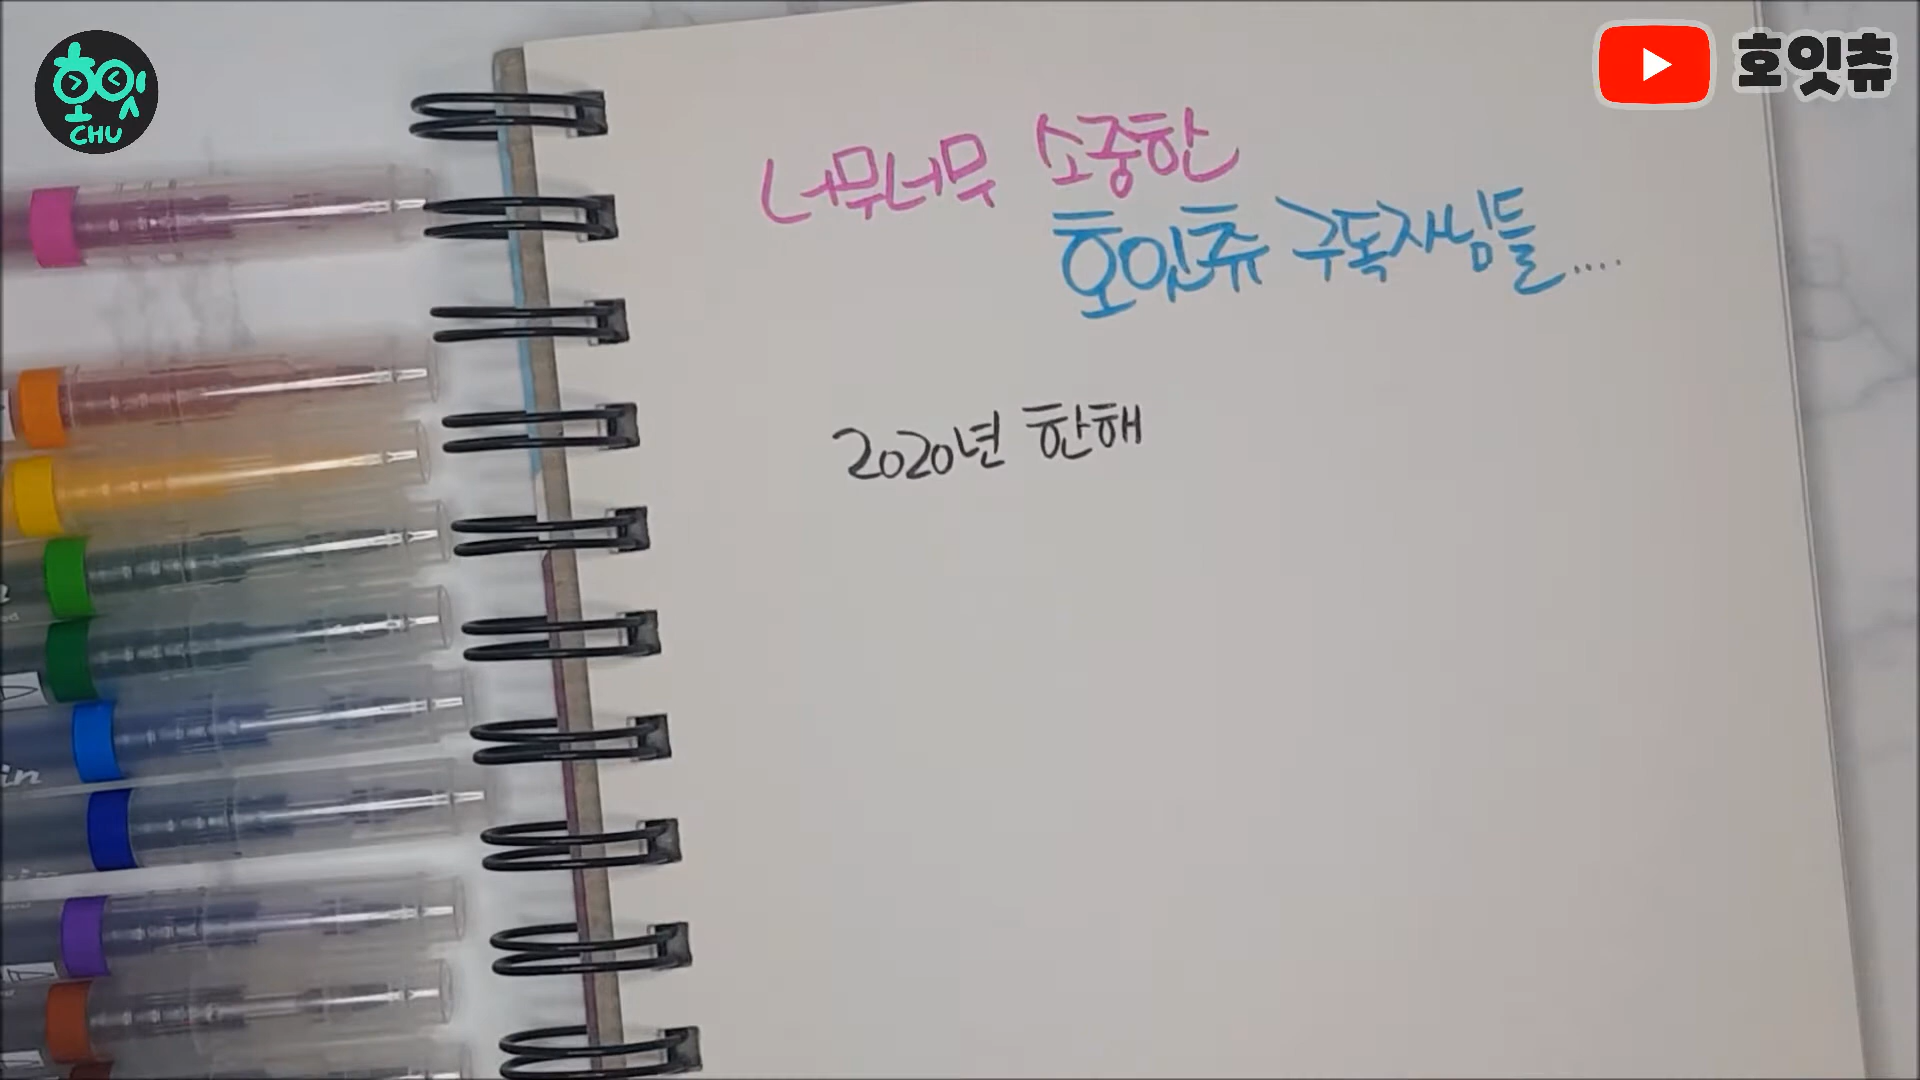 호잇 CHU
호잇츄
너무너무 소중한
호잇츄 구독자님들....
2020년 한해
in